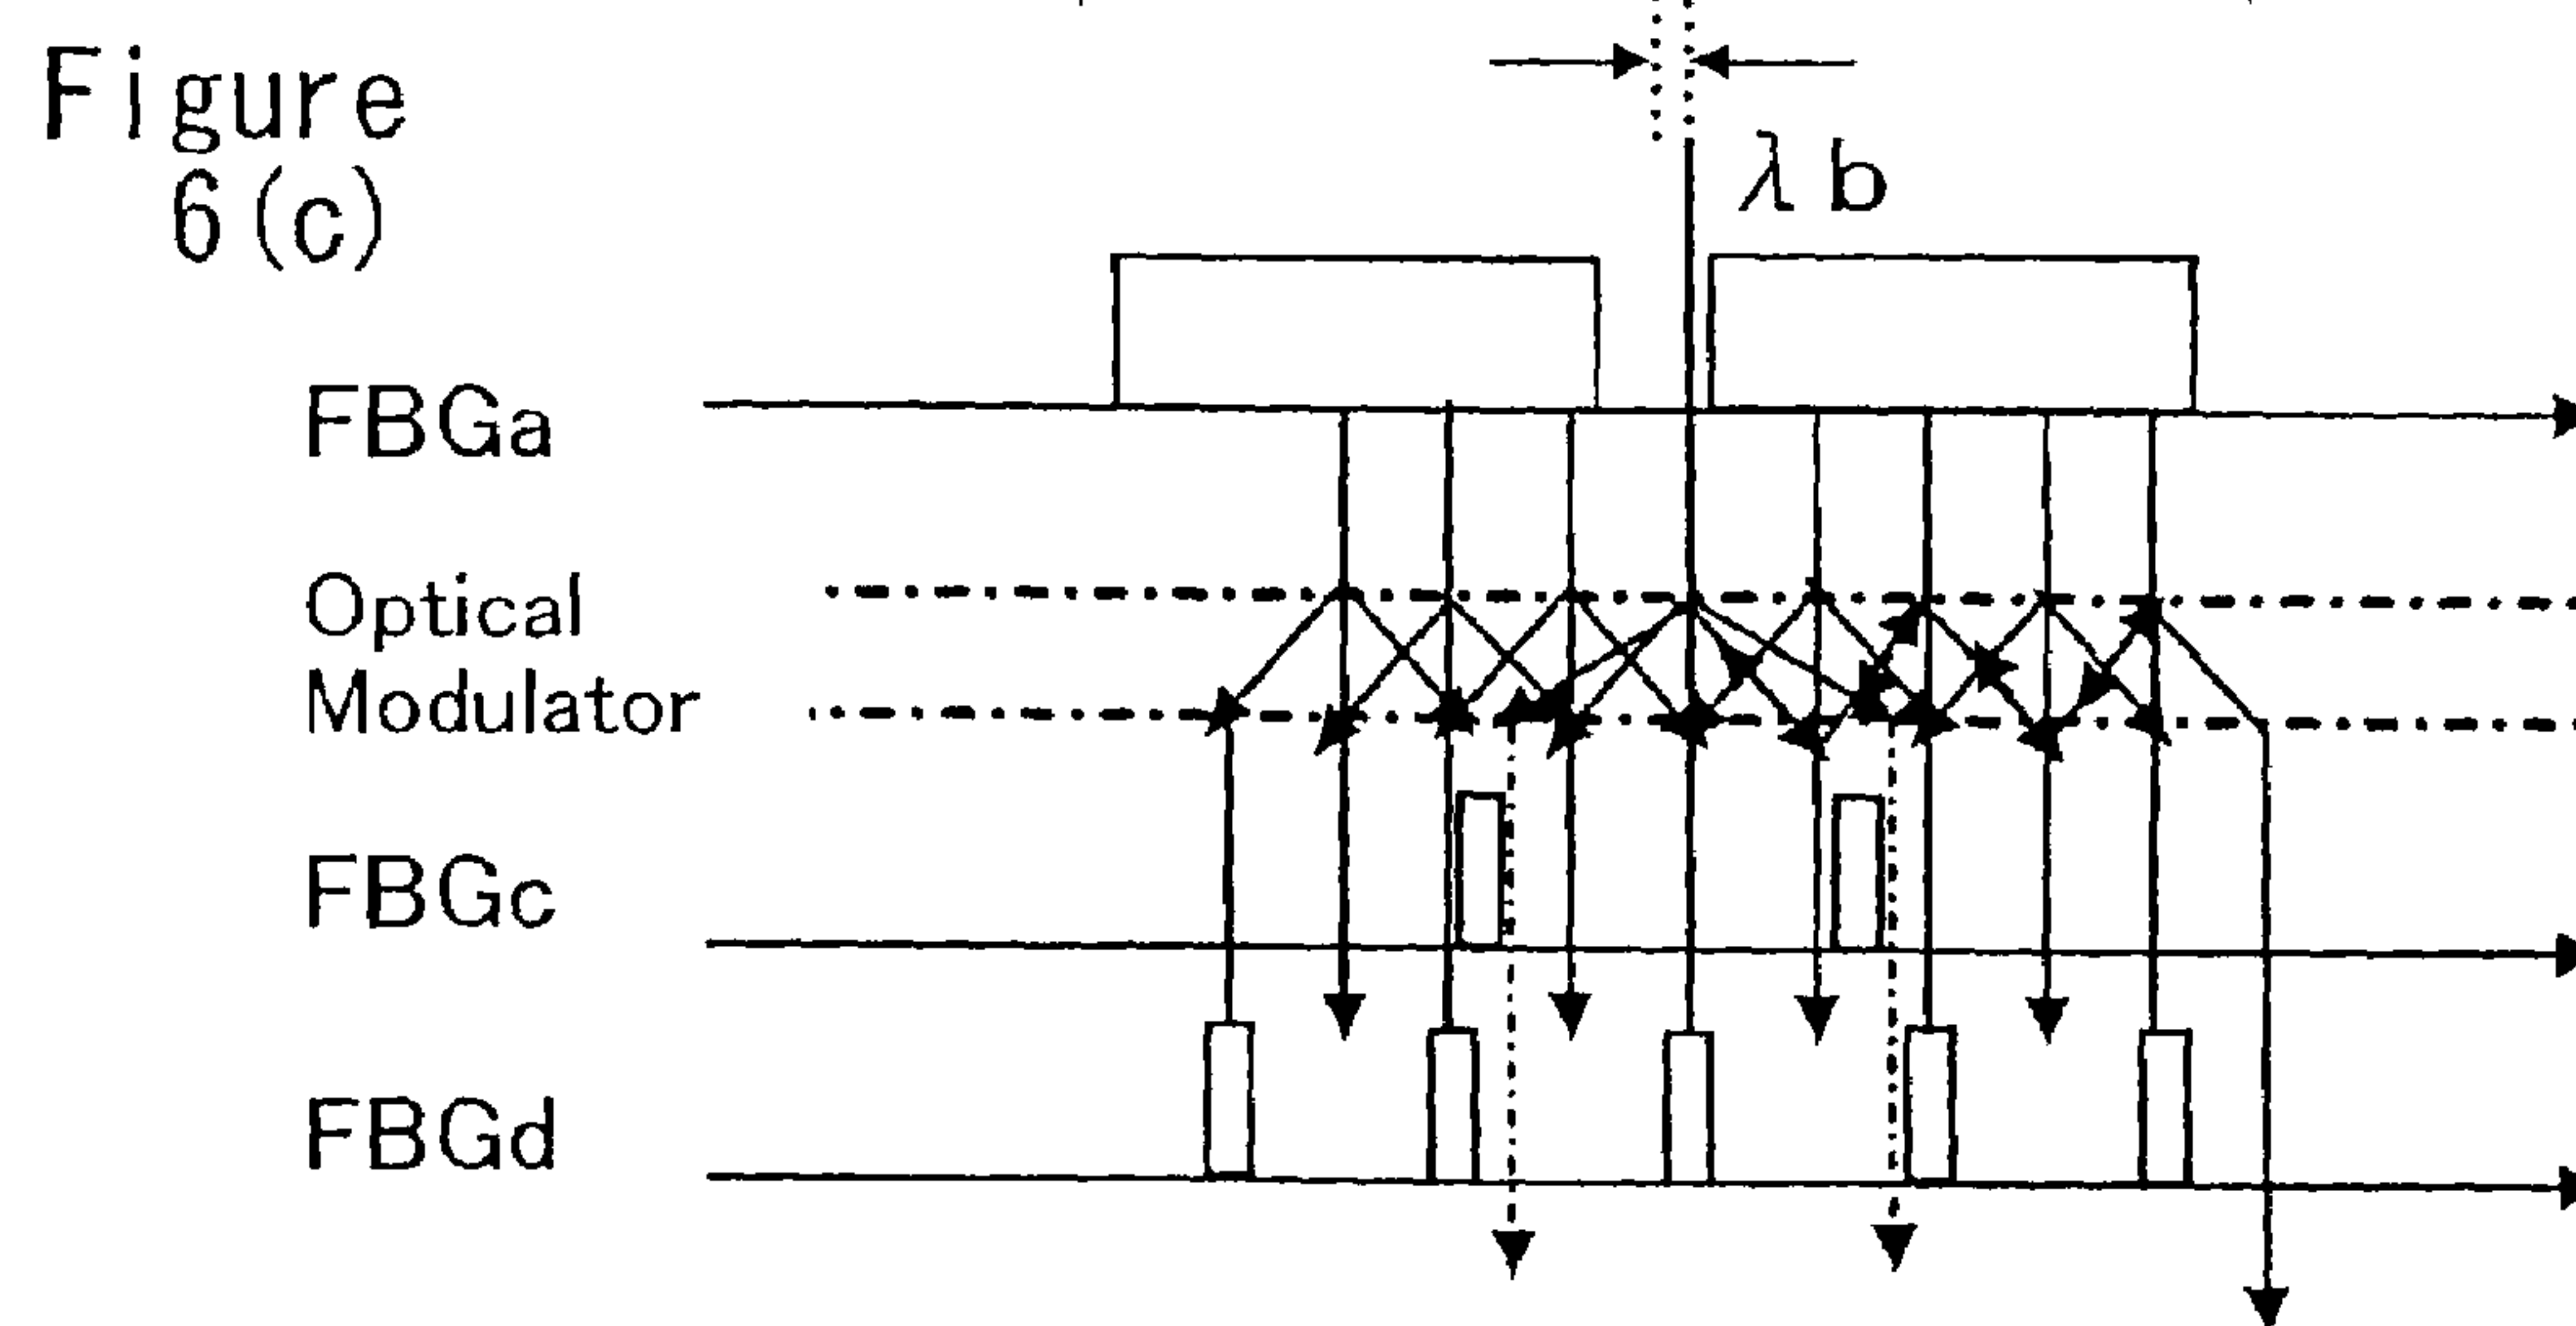 Figure
6(c)
λb
FBGa
Optical
Modulator
FBGc
FBGd